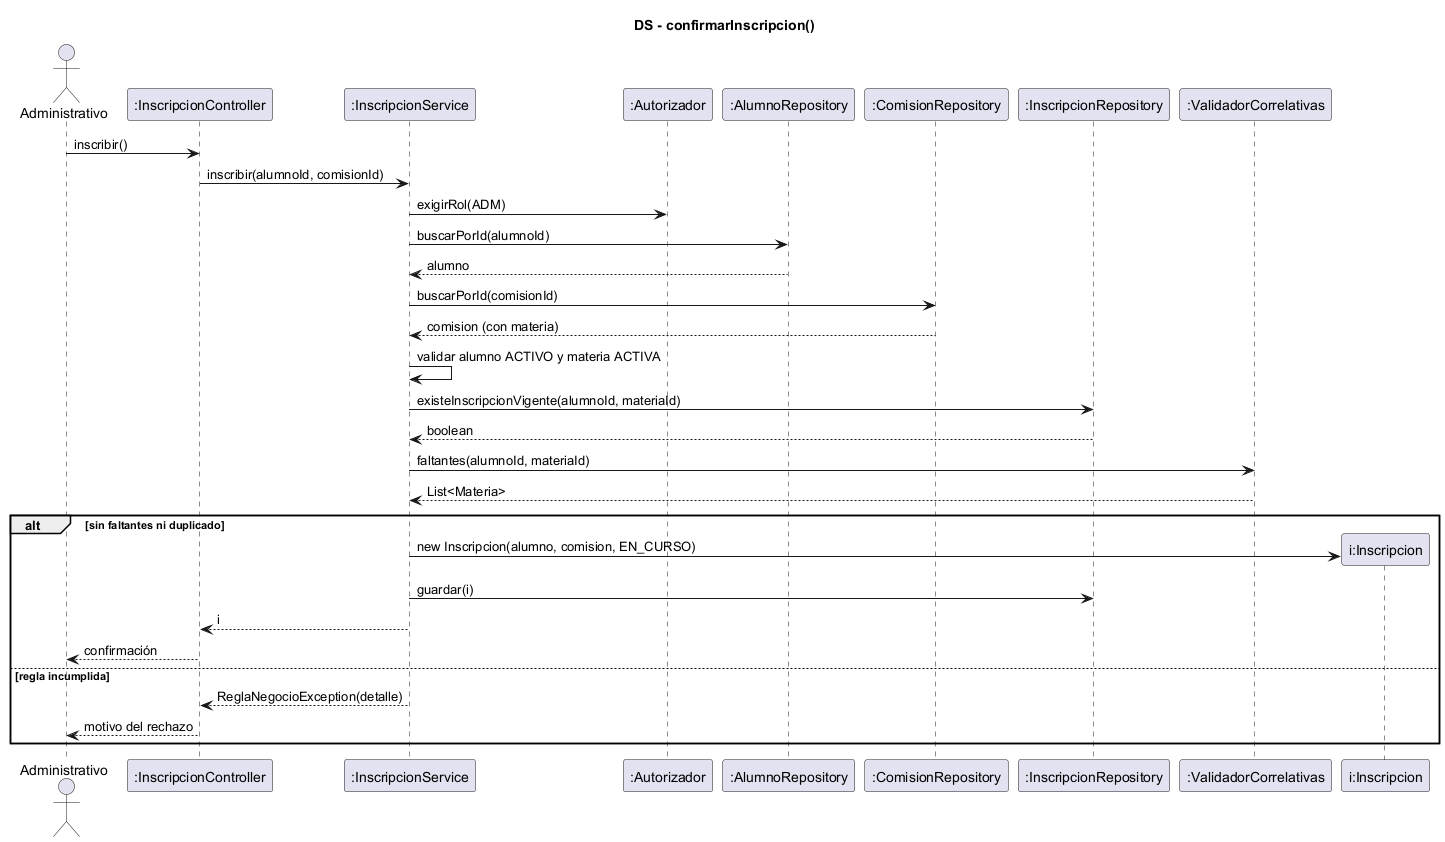 DS - confirmarInscripcion()
Administrativo
:InscripcionController
:InscripcionService
:Autorizador
:AlumnoRepository
:ComisionRepository
:InscripcionRepository
:ValidadorCorrelativas
inscribir()
inscribir(alumnoId, comisionId)
exigirRol(ADM)
buscarPorId(alumnoId)
alumno
buscarPorId(comisionId)
comision (con materia)
validar alumno ACTIVO y materia ACTIVA
existeInscripcionVigente(alumnoId, materiaId)
boolean
faltantes(alumnoId, materiaId)
List<Materia>
alt
[sin faltantes ni duplicado]
new Inscripcion(alumno, comision, EN_CURSO)
i:Inscripcion
guardar(i)
i
confirmación
[regla incumplida]
ReglaNegocioException(detalle)
motivo del rechazo
Administrativo
:InscripcionController
:InscripcionService
:Autorizador
:AlumnoRepository
:ComisionRepository
:InscripcionRepository
:ValidadorCorrelativas
i:Inscripcion